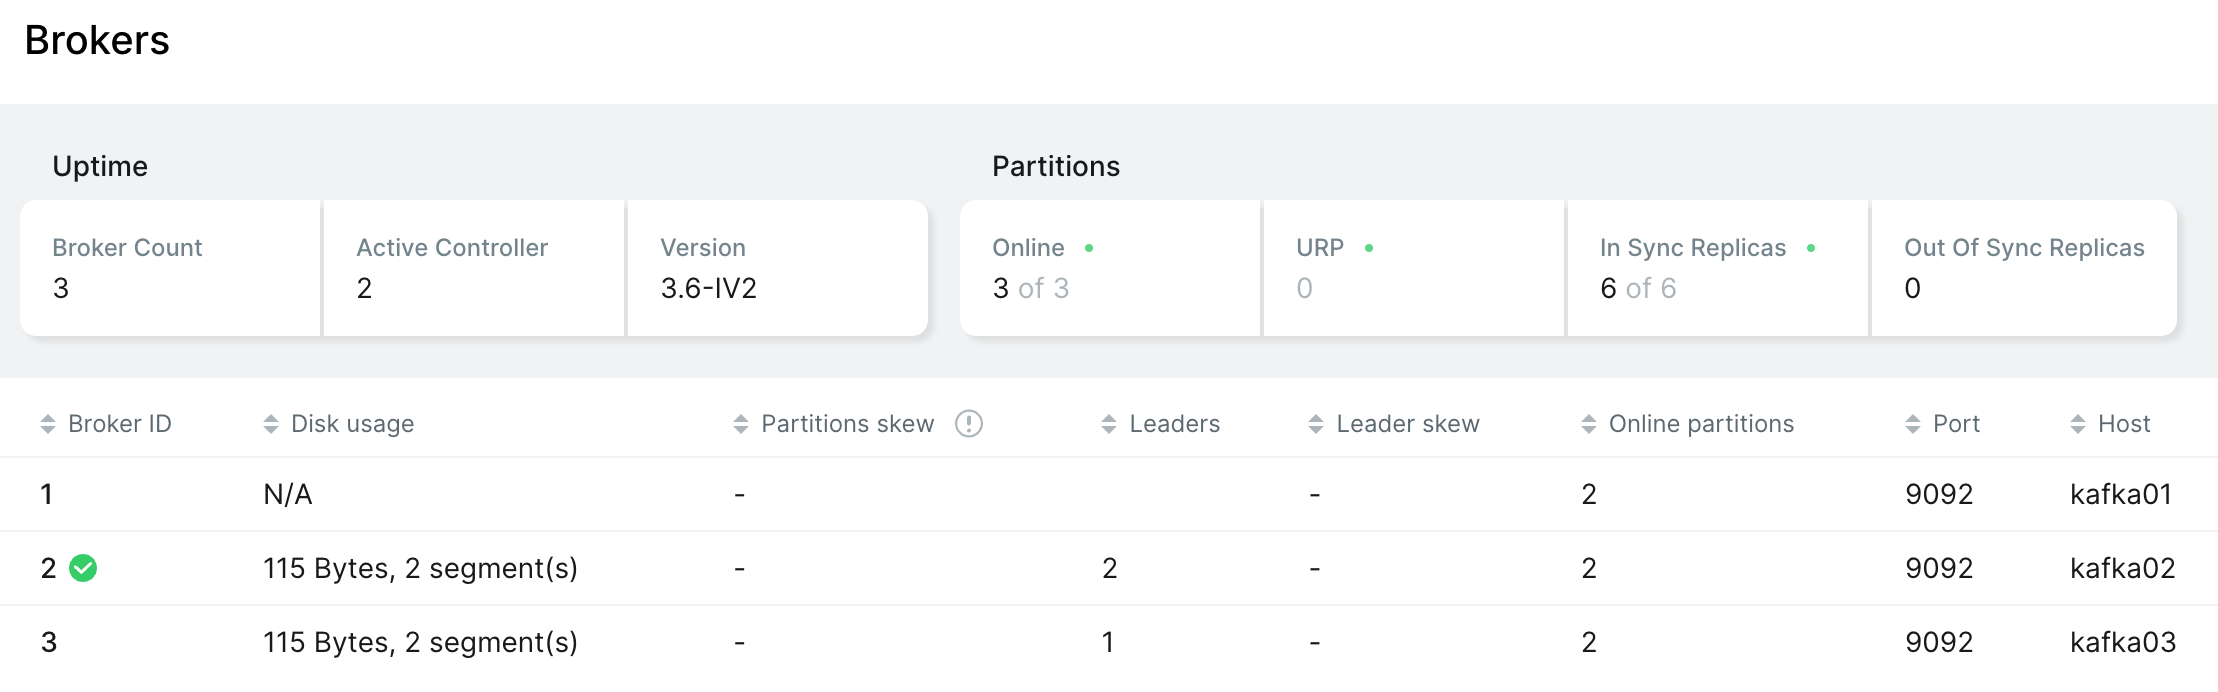 Brokers
Uptime
Partitions
Broker Count
Active Controller
Version
Online
URP
In Sync Replicas
Out Of Sync Replicas
3
2
3.6-IV2
3 of 3
0
6 of 6
0
Broker ID Disk usage Partitions skew Leaders Leader skew Online partitions Port Host
1 N/A - - 2 9092 kafka01
2 115 Bytes, 2 segment(s) - 2 - 2 9092 kafka02
3 115 Bytes, 2 segment(s) - 1 - 2 9092 kafka03